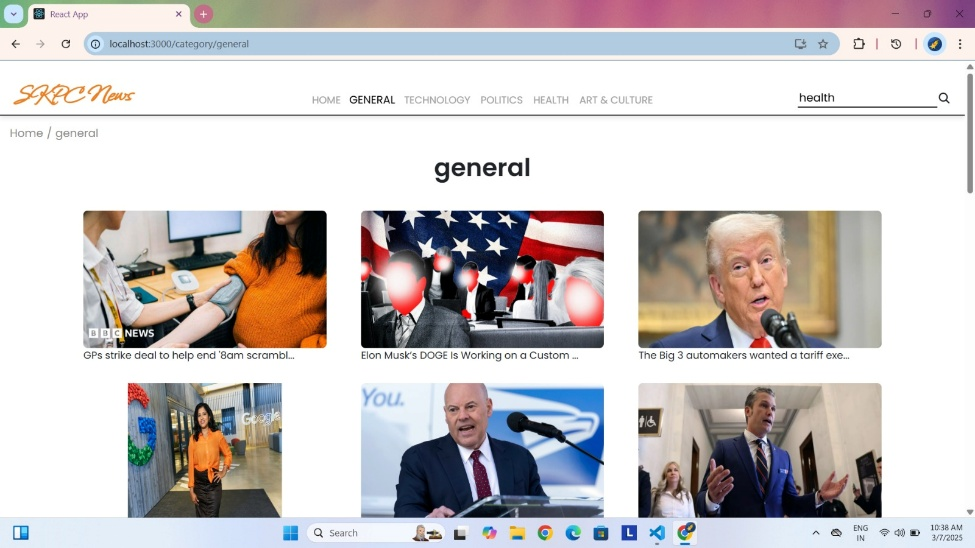 React App
localhost:3000/category/general
SKPC News
HOME GENERAL TECHNOLOGY POLITICS HEALTH ART & CULTURE
health
Home / general
general
BBC NEWS
GPs strike deal to help end '8am scrambl...
Elon Musk's DOGE Is Working on a Custom ...
The Big 3 automakers wanted a tariff exe...
Google
You.
Search
ENG
IN
10:38 AM
3/7/2025